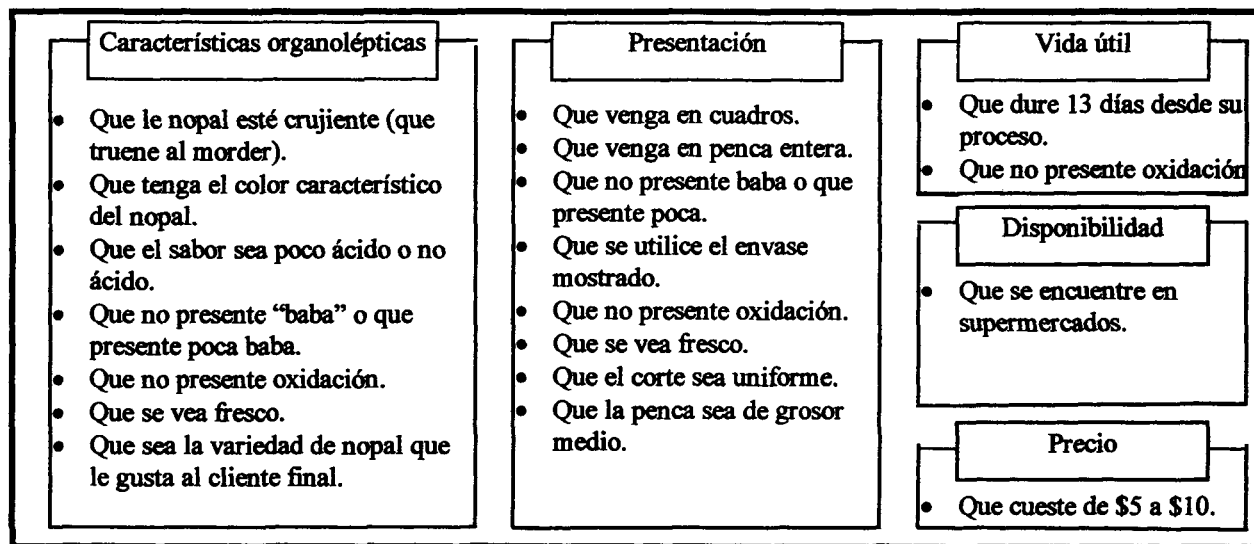 Características organolépticas
• Que le nopal esté crujiente (que
truene al morder).
• Que tenga el color característico
del nopal.
• Que el sabor sea poco ácido o no
ácido.
• Que no presente “baba” o que
presente poca baba.
• Que no presente oxidación.
• Que se vea fresco.
• Que sea la variedad de nopal que
le gusta al cliente final.
Presentación
• Que venga en cuadros.
• Que venga en penca entera.
• Que no presente baba o que
presente poca.
• Que se utilice el envase
mostrado.
• Que no presente oxidación.
• Que se vea fresco.
• Que el corte sea uniforme.
• Que la penca sea de grosor
medio.
Vida útil
• Que dure 13 días desde su
proceso.
• Que no presente oxidación
Disponibilidad
• Que se encuentre en
supermercados.
Precio
• Que cueste de $5 a $10.